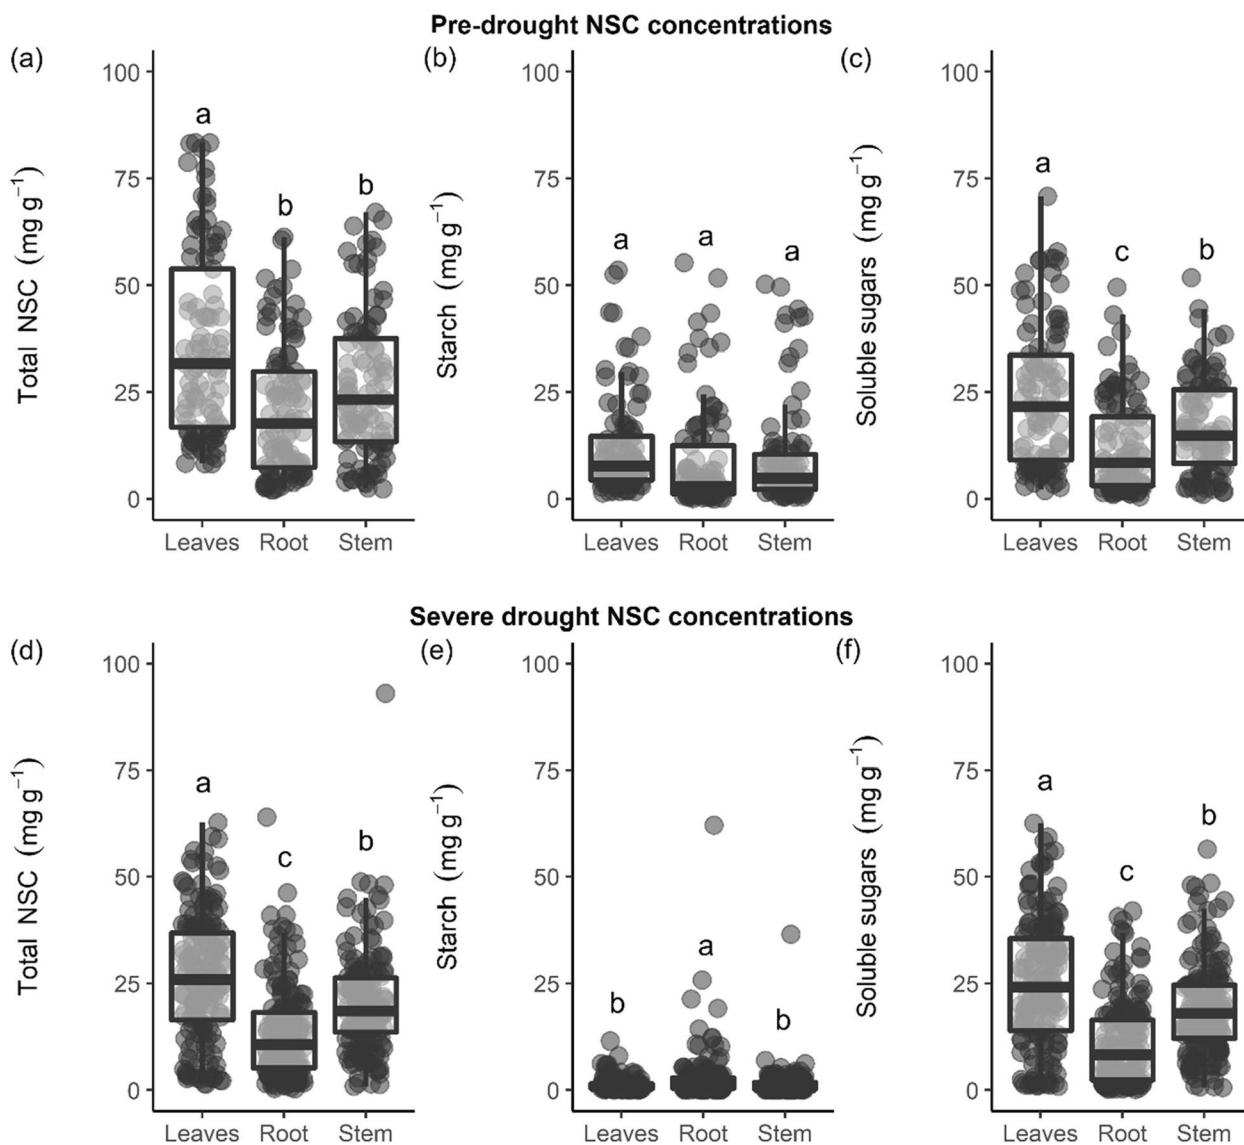 Pre-drought NSC concentrations
(a)
Total NSC (mg g⁻¹)
100
75
50
25
0
a
b
b
Leaves Root Stem
(b)
Starch (mg g⁻¹)
100
75
50
25
0
a
a
a
Leaves Root Stem
(c)
Soluble sugars (mg g⁻¹)
100
75
50
25
0
a
c
b
Leaves Root Stem
Severe drought NSC concentrations
(d)
Total NSC (mg g⁻¹)
100
75
50
25
0
a
c
b
Leaves Root Stem
(e)
Starch (mg g⁻¹)
100
75
50
25
0
b
a
b
Leaves Root Stem
(f)
Soluble sugars (mg g⁻¹)
100
75
50
25
0
a
c
b
Leaves Root Stem